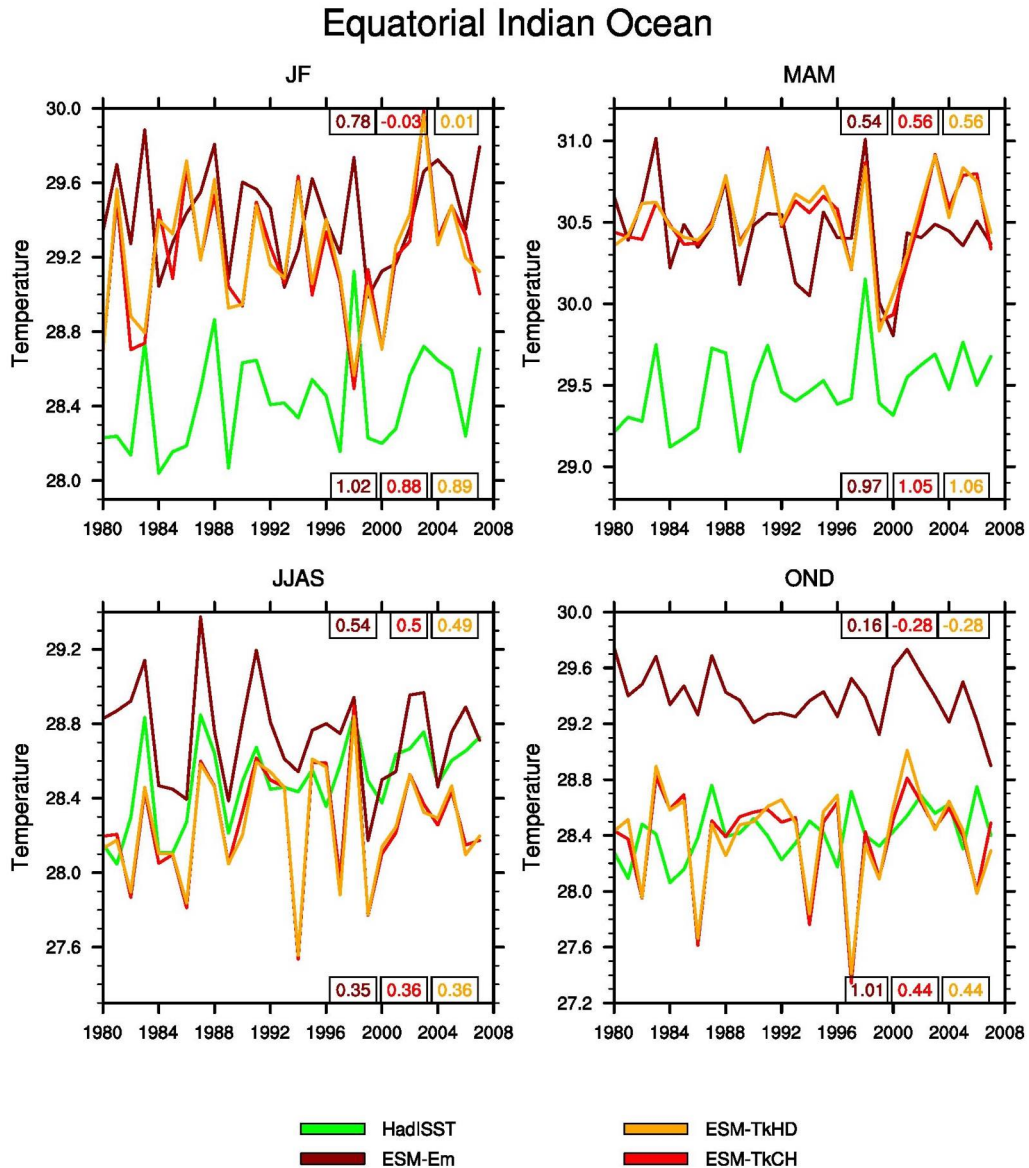 Equatorial Indian Ocean
JF
MAM
30.0
29.6
29.2
28.8
28.4
28.0
Temperature
0.78 -0.03 0.01
1.02 0.88 0.89
1980 1984 1988 1992 1996 2000 2004 2008
31.0
30.5
30.0
29.5
29.0
Temperature
0.54 0.56 0.56
0.97 1.05 1.06
1980 1984 1988 1992 1996 2000 2004 2008
JJAS
OND
29.2
28.8
28.4
28.0
27.6
Temperature
0.54 0.5 0.49
0.35 0.36 0.36
1980 1984 1988 1992 1996 2000 2004 2008
30.0
29.6
29.2
28.8
28.4
28.0
27.6
27.2
Temperature
0.16 -0.28 -0.28
1.01 0.44 0.44
1980 1984 1988 1992 1996 2000 2004 2008
HadISST
ESM-TkHD
ESM-Em
ESM-TkCH